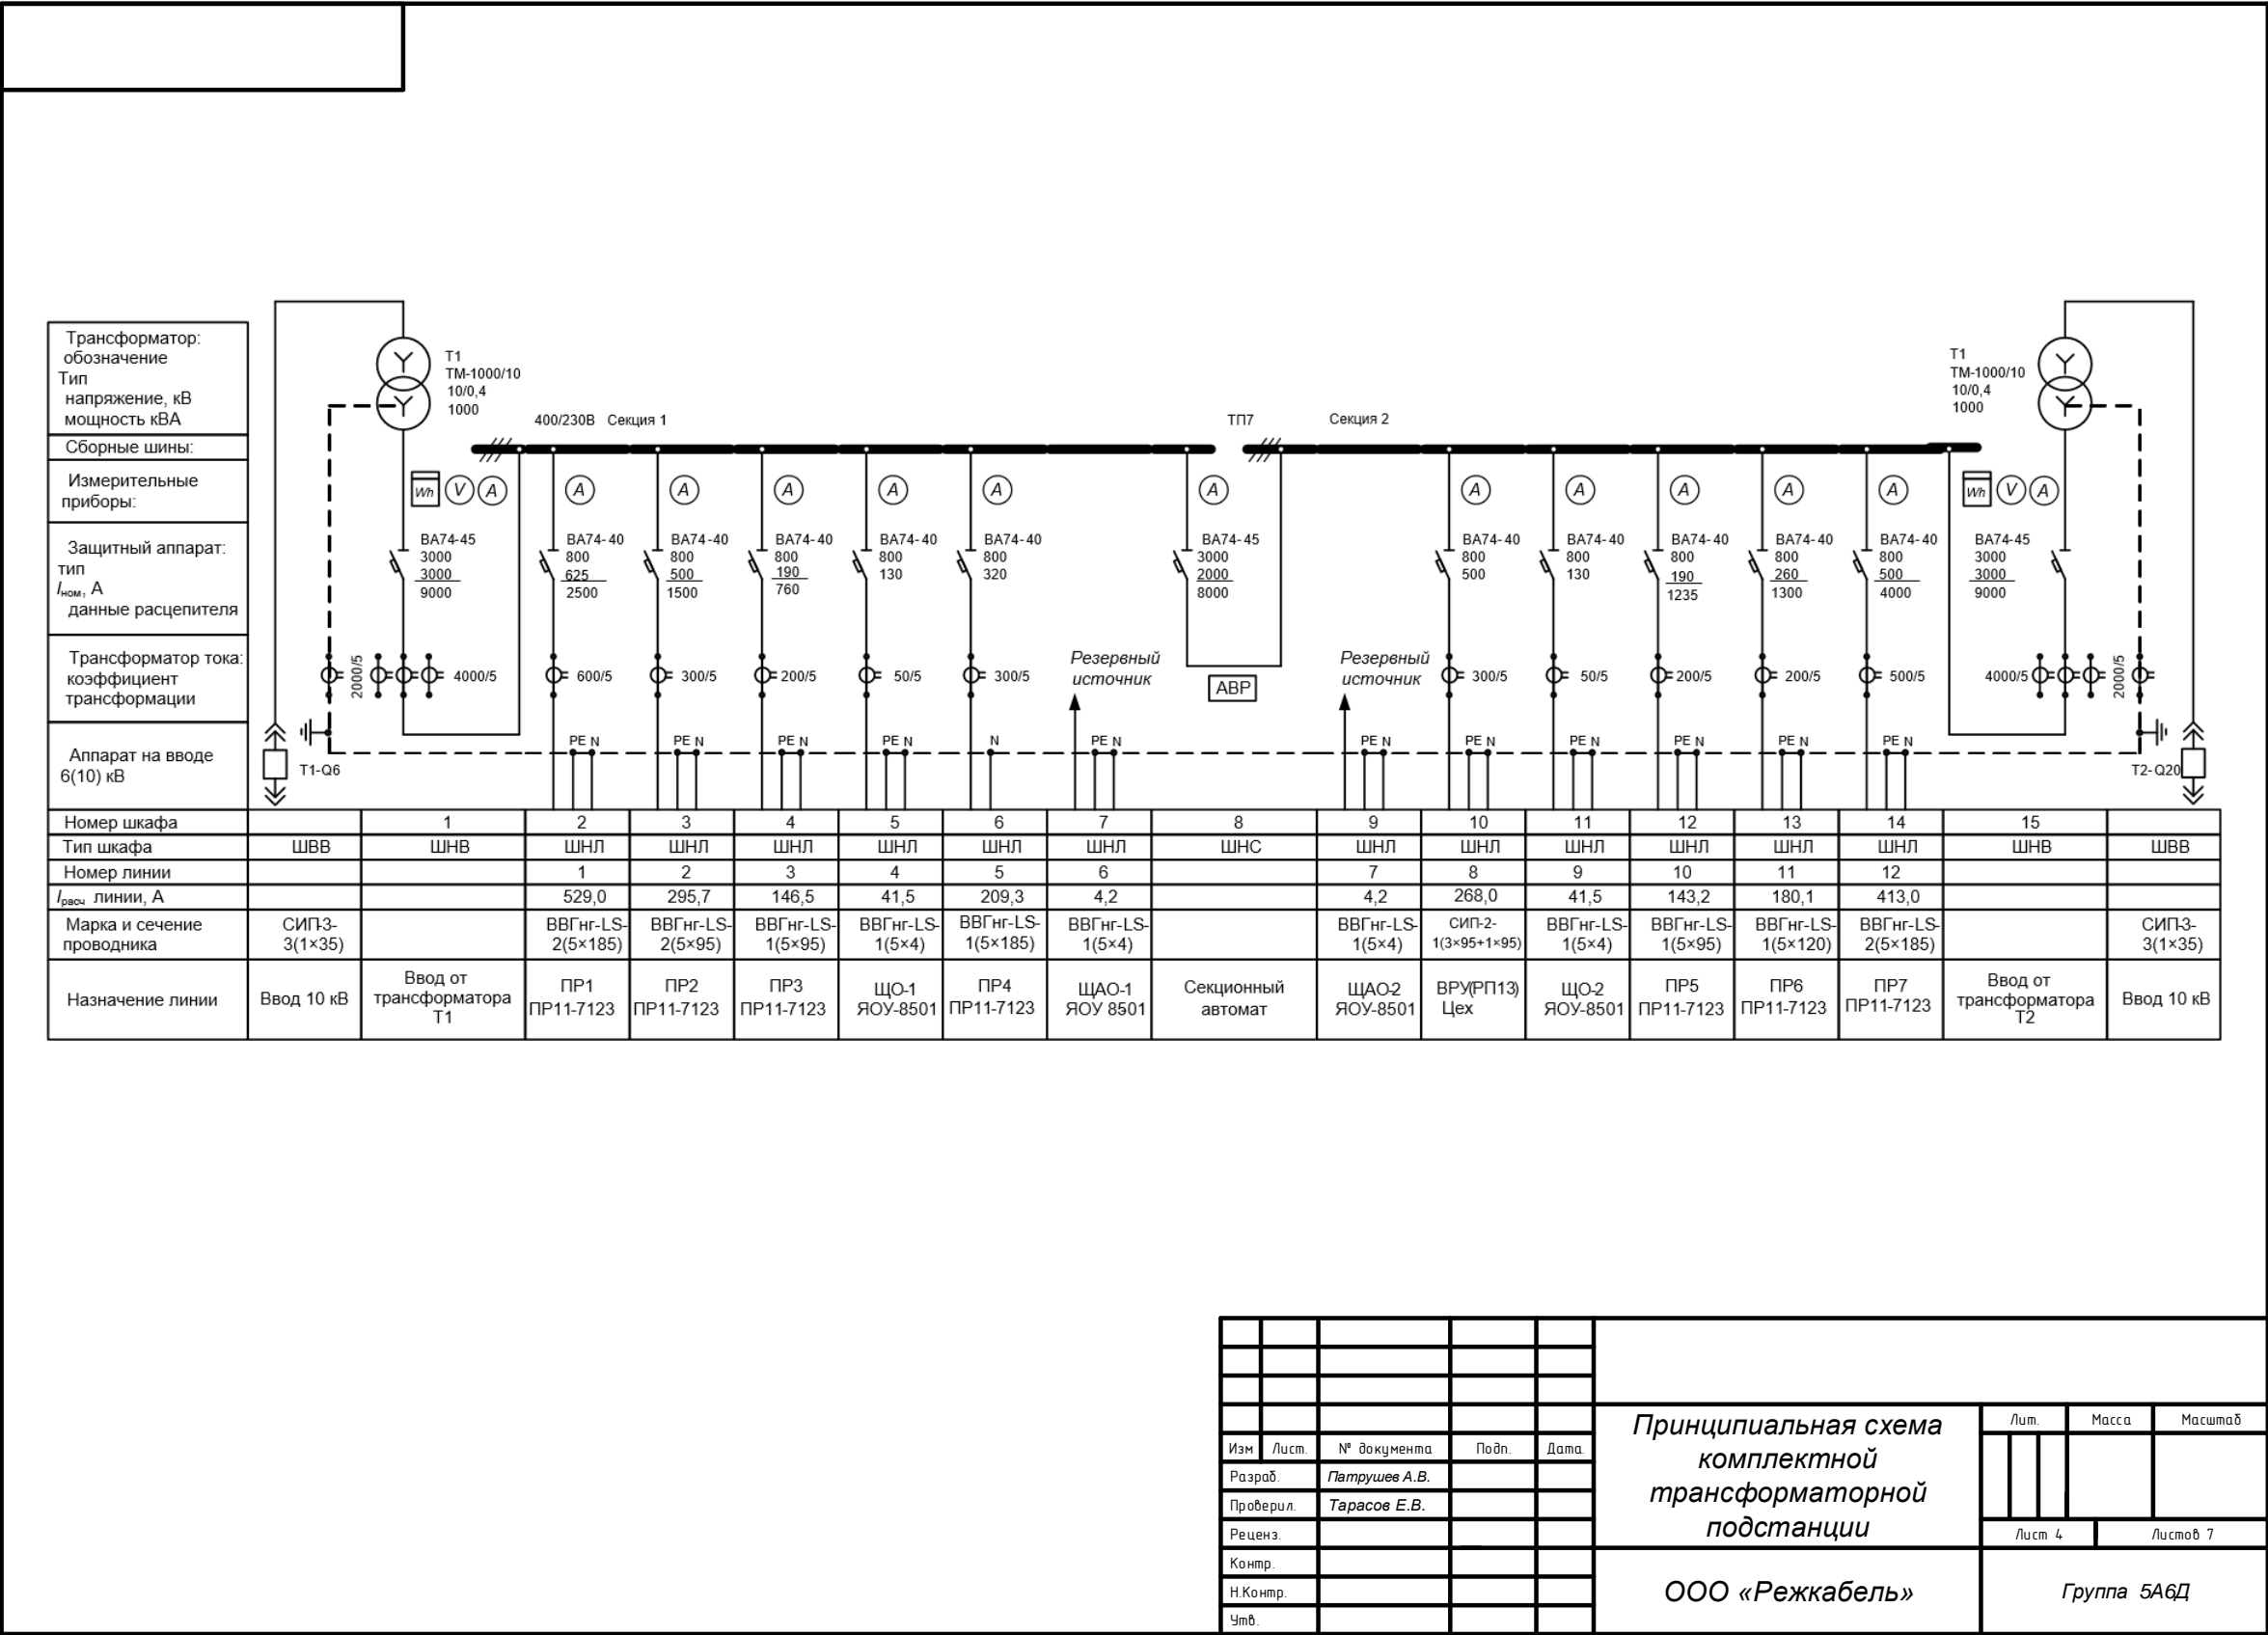 Трансформатор:
обозначение
Тип
напряжение, кВ
мощность кВА
Сборные шины:
Измерительные
приборы:
Защитный аппарат:
тип
Iном, А
данные расцепителя
Трансформатор тока:
коэффициент
трансформации
Аппарат на вводе
6(10) кВ
Т1
ТМ-1000/10
10/0,4
1000
400/230В Секция 1
ТП7
Секция 2
Т1
ТМ-1000/10
10/0,4
1000
Wh V A A A A A A A A A A A A Wh V A
ВА74-45
3000
3000
9000
ВА74-40
800
625
2500
ВА74-40
800
500
1500
ВА74-40
800
190
760
ВА74-40
800
130
ВА74-40
800
320
ВА74-45
3000
2000
8000
ВА74-40
800
500
ВА74-40
800
130
ВА74-40
800
190
1235
ВА74-40
800
260
1300
ВА74-40
800
500
4000
ВА74-45
3000
3000
9000
2000/5 4000/5 600/5 300/5 200/5 50/5 300/5
Резервный
источник
АВР
Резервный
источник
300/5 50/5 200/5 200/5 500/5 4000/5 2000/5
Т1-Q6
PE N PE N PE N PE N N PE N PE N PE N PE N PE N PE N PE N
Т2-Q20
Номер шкафа 1 2 3 4 5 6 7 8 9 10 11 12 13 14 15
Тип шкафа ШВВ ШНВ ШНЛ ШНЛ ШНЛ ШНЛ ШНЛ ШНЛ ШНС ШНЛ ШНЛ ШНЛ ШНЛ ШНЛ ШНЛ ШНВ ШВВ
Номер линии 1 2 3 4 5 6 7 8 9 10 11 12
Iрасч линии, А 529,0 295,7 146,5 41,5 209,3 4,2 4,2 268,0 41,5 143,2 180,1 413,0
Марка и сечение
проводника
СИП-3-
3(1×35)
ВВГнг-LS-
2(5×185)
ВВГнг-LS-
2(5×95)
ВВГнг-LS-
1(5×95)
ВВГнг-LS-
1(5×4)
ВВГнг-LS-
1(5×185)
ВВГнг-LS-
1(5×4)
ВВГнг-LS-
1(5×4)
СИП-2-
1(3×95+1×95)
ВВГнг-LS-
1(5×4)
ВВГнг-LS-
1(5×95)
ВВГнг-LS-
1(5×120)
ВВГнг-LS-
2(5×185)
СИП-3-
3(1×35)
Назначение линии
Ввод 10 кВ
Ввод от
трансформатора
Т1
ПР1
ПР11-7123
ПР2
ПР11-7123
ПР3
ПР11-7123
ЩО-1
ЯОУ-8501
ПР4
ПР11-7123
ЩАО-1
ЯОУ 8501
Секционный
автомат
ЩАО-2
ЯОУ-8501
ВРУ(РП13)
Цех
ЩО-2
ЯОУ-8501
ПР5
ПР11-7123
ПР6
ПР11-7123
ПР7
ПР11-7123
Ввод от
трансформатора
Т2
Ввод 10 кВ
Изм Лист. № документа Подп. Дата.
Разраб. Патрушев А.В.
Проверил. Тарасов Е.В.
Реценз.
Контр.
Н.Контр.
Утв.
Принципиальная схема
комплектной
трансформаторной
подстанции
ООО «Режкабель»
Лит. Масса Масштаб
Лист 4 Листов 7
Группа 5А6Д